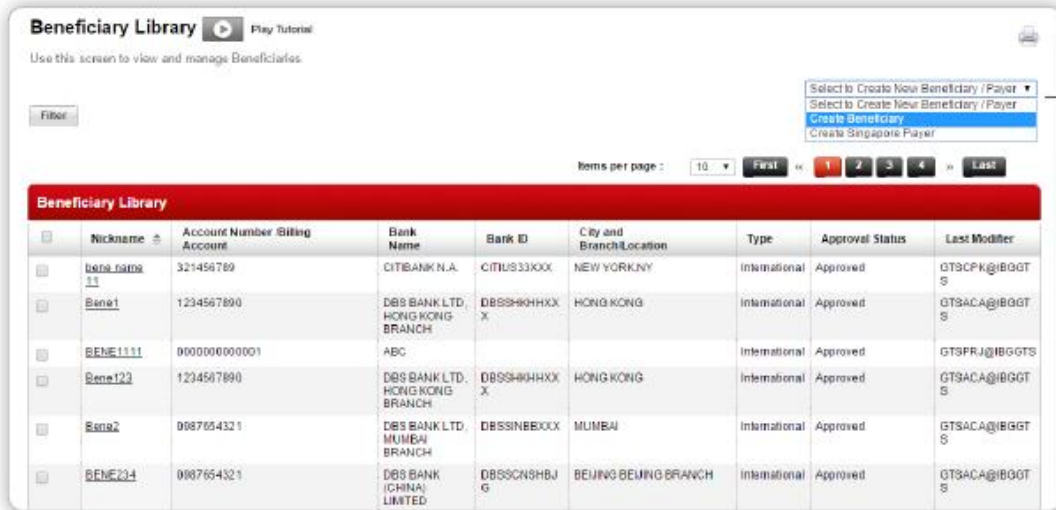 Beneficiary Library Play Tutorial
Use this screen to view and manage Beneficiaries
Select to Create New Beneficiary / Payer
Select to Create New Beneficiary / Payer
Create Beneficiary
Create Singapore Payer
Filter
Items per page : 10 First « 1 2 3 4 » Last
Beneficiary Library
Nickname Account Number /Billing Account Bank Name Bank ID City and Branch/Location Type Approval Status Last Modifier
bene name 11 321456789 CITIBANK N.A. CITIUS33XXX NEW YORK,NY International Approved GTSCPK@IBGGTS
Bene1 1234567890 DBS BANK LTD, HONG KONG BRANCH DBSSHKHHXXX HONG KONG International Approved GTSACA@IBGGTS
BENE1111 0000000000001 ABC International Approved GTSPRJ@IBGGTS
Bene123 1234567890 DBS BANK LTD, HONG KONG BRANCH DBSSHKHHXXX HONG KONG International Approved GTSACA@IBGGTS
Bene2 0987654321 DBS BANK LTD, MUMBAI BRANCH DBSSINBBXXX MUMBAI International Approved GTSACA@IBGGTS
BENE234 0987654321 DBS BANK (CHINA) LIMITED DBSSCNSHBJG BEIJING BEIJING BRANCH International Approved GTSACA@IBGGTS